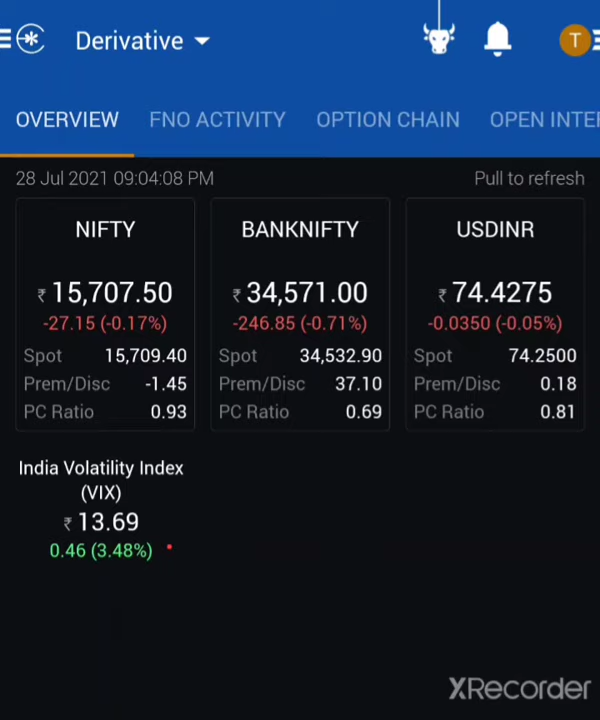 Derivative
T
OVERVIEW FNO ACTIVITY OPTION CHAIN OPEN INTE
28 Jul 2021 09:04:08 PM Pull to refresh
NIFTY
₹ 15,707.50
-27.15 (-0.17%)
Spot 15,709.40
Prem/Disc -1.45
PC Ratio 0.93
BANKNIFTY
₹ 34,571.00
-246.85 (-0.71%)
Spot 34,532.90
Prem/Disc 37.10
PC Ratio 0.69
USDINR
₹ 74.4275
-0.0350 (-0.05%)
Spot 74.2500
Prem/Disc 0.18
PC Ratio 0.81
India Volatility Index
(VIX)
₹ 13.69
0.46 (3.48%)
XRecorder